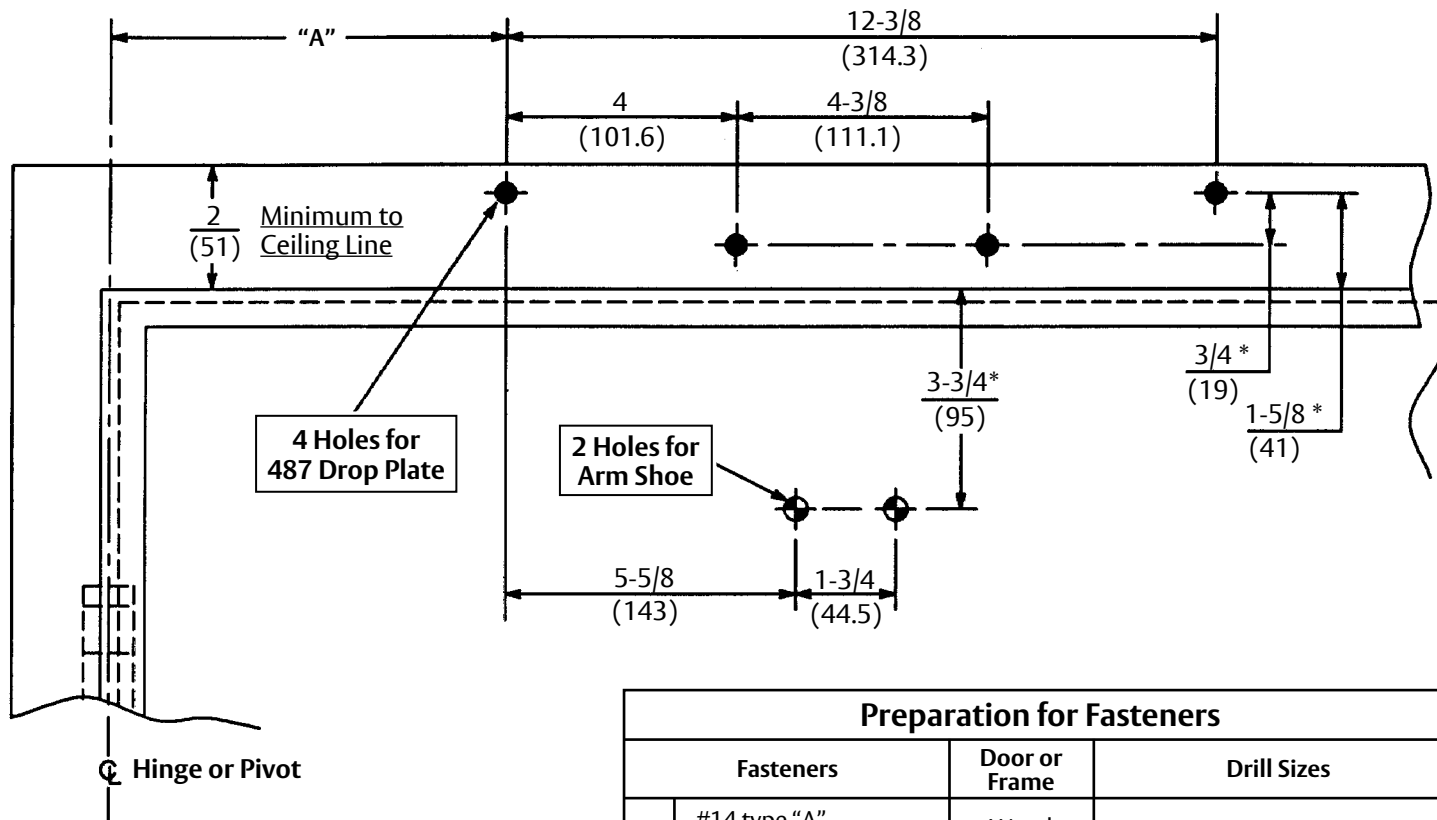 “A”
12-3/8
(314.3)
4
(101.6)
4-3/8
(111.1)
2
(51)
Minimum to
Ceiling Line
3/4 *
(19)
1-5/8 *
(41)
3-3/4*
(95)
4 Holes for
487 Drop Plate
2 Holes for
Arm Shoe
5-5/8
(143)
1-3/4
(44.5)
℄ Hinge or Pivot
Preparation for Fasteners
Fasteners
Door or
Frame
Drill Sizes
#14 type “A”